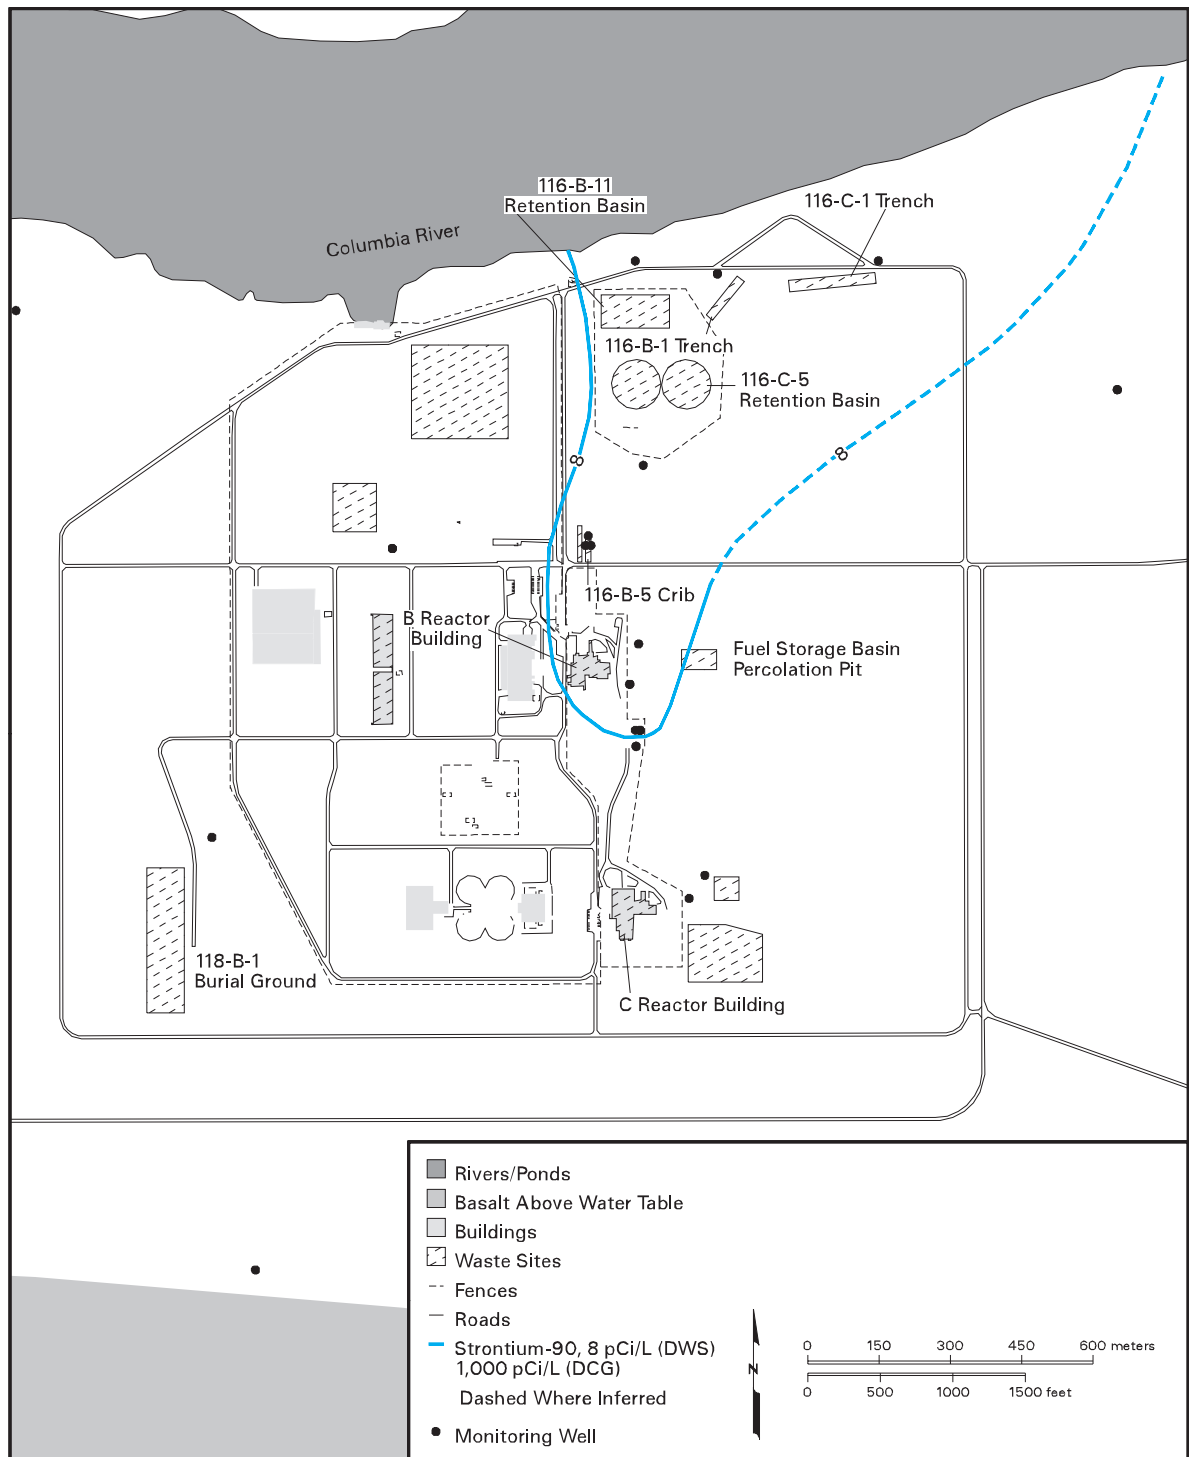 116-B-11
Retention Basin
116-C-1 Trench
Columbia River
116-B-1 Trench
116-C-5
Retention Basin
8
8
116-B-5 Crib
B Reactor
Building
Fuel Storage Basin
Percolation Pit
118-B-1
Burial Ground
C Reactor Building
Rivers/Ponds
Basalt Above Water Table
Buildings
Waste Sites
Fences
Roads
Strontium-90, 8 pCi/L (DWS)
1,000 pCi/L (DCG)
Dashed Where Inferred
Monitoring Well
N
0 150 300 450 600 meters
0 500 1000 1500 feet